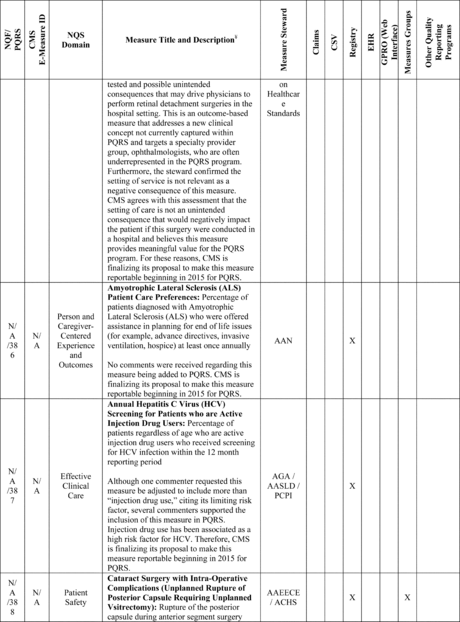 NQF/
PQRS
CMS
E-Measure ID
NQS
Domain
Measure Title and Description¥
Measure Steward
Claims
CSV
Registry
EHR
GPRO (Web
Interface)
Measures Groups
Other Quality
Reporting
Programs
tested and possible unintended
consequences that may drive physicians to
perform retinal detachment surgeries in the
hospital setting. This is an outcome-based
measure that addresses a new clinical
concept not currently captured within
PQRS and targets a specialty provider
group, ophthalmologists, who are often
underrepresented in the PQRS program.
Furthermore, the steward confirmed the
setting of service is not relevant as a
negative consequence of this measure.
CMS agrees with this assessment that the
setting of care is not an unintended
consequence that would negatively impact
the patient if this surgery were conducted in
a hospital and believes this measure
provides meaningful value for the PQRS
program. For these reasons, CMS is
finalizing its proposal to make this measure
reportable beginning in 2015 for PQRS.
on
Healthcar
e
Standards
N/
A
/38
6
N/
A
Person and
Caregiver-
Centered
Experience
and
Outcomes
Amyotrophic Lateral Sclerosis (ALS)
Patient Care Preferences: Percentage of
patients diagnosed with Amyotrophic
Lateral Sclerosis (ALS) who were offered
assistance in planning for end of life issues
(for example, advance directives, invasive
ventilation, hospice) at least once annually
No comments were received regarding this
measure being added to PQRS. CMS is
finalizing its proposal to make this measure
reportable beginning in 2015 for PQRS.
AAN
X
N/
A
/38
7
N/
A
Effective
Clinical
Care
Annual Hepatitis C Virus (HCV)
Screening for Patients who are Active
Injection Drug Users: Percentage of
patients regardless of age who are active
injection drug users who received screening
for HCV infection within the 12 month
reporting period
Although one commenter requested this
measure be adjusted to include more than
"injection drug use," citing its limiting risk
factor, several commenters supported the
inclusion of this measure in PQRS.
Injection drug use has been associated as a
high risk factor for HCV. Therefore, CMS
is finalizing its proposal to make this
measure reportable beginning in 2015 for
PQRS.
AGA /
AASLD /
PCPI
X
N/
A
/38
8
N/
A
Patient
Safety
Cataract Surgery with Intra-Operative
Complications (Unplanned Rupture of
Posterior Capsule Requiring Unplanned
Vsitrectomy): Rupture of the posterior
capsule during anterior segment surgery
AAEECE
/ ACHS
X
X